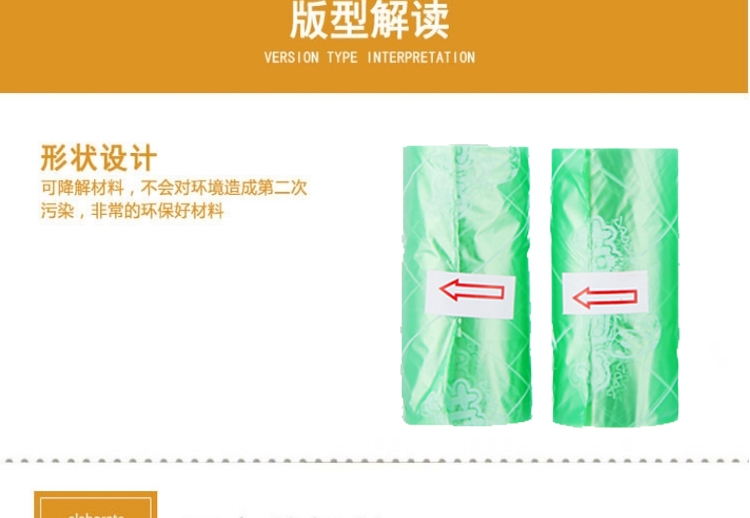 版型解读
VERSION TYPE INTERPRETATION
形状设计
可降解材料，不会对环境造成第二次
污染，非常的环保好材料
elaborate